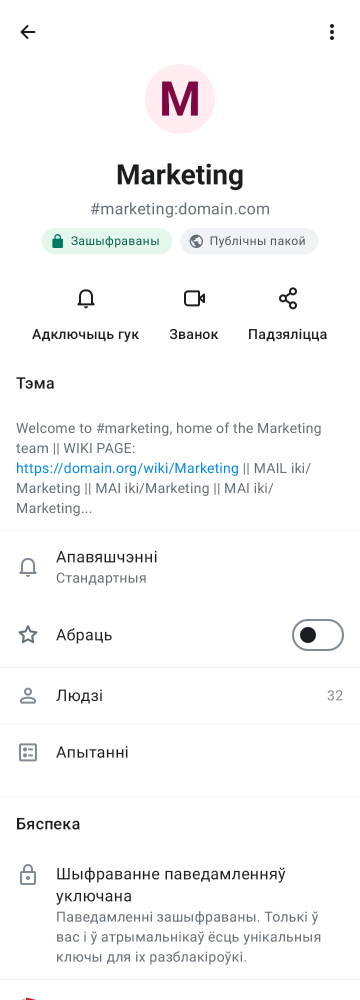 M
Marketing
#marketing:domain.com
Зашыфраваны
Публічны пакой
Адключыць гук
Званок
Падзяліцца
Тэма
Welcome to #marketing, home of the Marketing
team || WIKI PAGE:
https://domain.org/wiki/Marketing || MAIL iki/
Marketing || MAI iki/Marketing || MAI iki/
Marketing...
Апавяшчэнні
Стандартныя
Абраць
Людзі 32
Апытанні
Бяспека
Шыфраванне паведамленняў
уключана
Паведамленні зашыфраваны. Толькі ў
вас і ў атрымальнікаў ёсць унікальныя
ключы для іх разблакіроўкі.